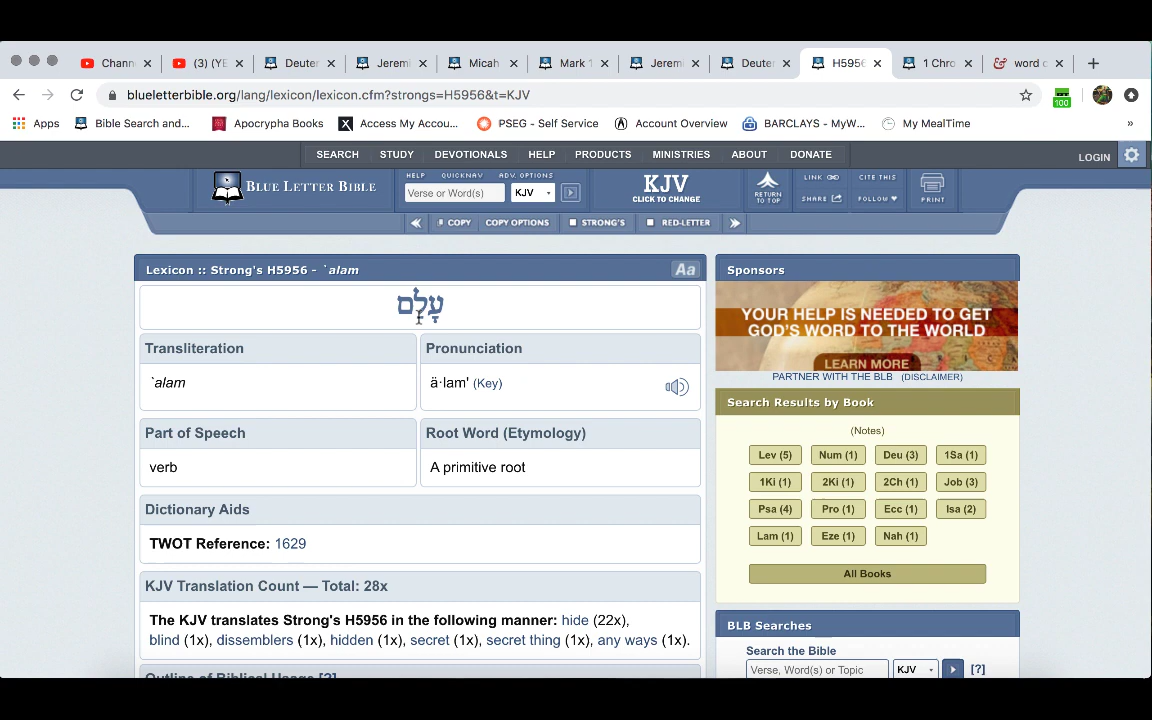 Chann
(3) (YE
Deuter
Jeremi
Micah
Mark 1
Jerem
Deuter
H5956
1 Chro
word c
blueletterbible.org/lang/lexicon/lexicon.cfm?strongs=H5956&t=KJV
100
Apps
Bible Search and...
Apocrypha Books
Access My Accou...
PSEG - Self Service
Account Overview
BARCLAYS - MyW...
My MealTime
»
SEARCH STUDY DEVOTIONALS HELP PRODUCTS MINISTRIES ABOUT DONATE
LOGIN
BLUE LETTER BIBLE
HELP QUICKNAV ADV. OPTIONS
Verse or Word(s)
KJV
KJV
CLICK TO CHANGE
RETURN
TO TOP
LINK
CITE THIS
SHARE
FOLLOW
PRINT
COPY COPY OPTIONS STRONG'S RED-LETTER
Lexicon :: Strong's H5956 - `alam
Aa
עָלַם
Transliteration
`alam
Pronunciation
ä·lam' (Key)
Part of Speech
verb
Root Word (Etymology)
A primitive root
Dictionary Aids
TWOT Reference: 1629
KJV Translation Count — Total: 28x
The KJV translates Strong's H5956 in the following manner: hide (22x),
blind (1x), dissemblers (1x), hidden (1x), secret (1x), secret thing (1x), any ways (1x).
Outline of Biblical Usage [?]
Sponsors
YOUR HELP IS NEEDED TO GET
GOD'S WORD TO THE WORLD
LEARN MORE
PARTNER WITH THE BLB (DISCLAIMER)
Search Results by Book
(Notes)
Lev (5) Num (1) Deu (3) 1Sa (1)
1Ki (1) 2Ki (1) 2Ch (1) Job (3)
Psa (4) Pro (1) Ecc (1) Isa (2)
Lam (1) Eze (1) Nah (1)
All Books
BLB Searches
Search the Bible
Verse, Word(s) or Topic
KJV
[?]